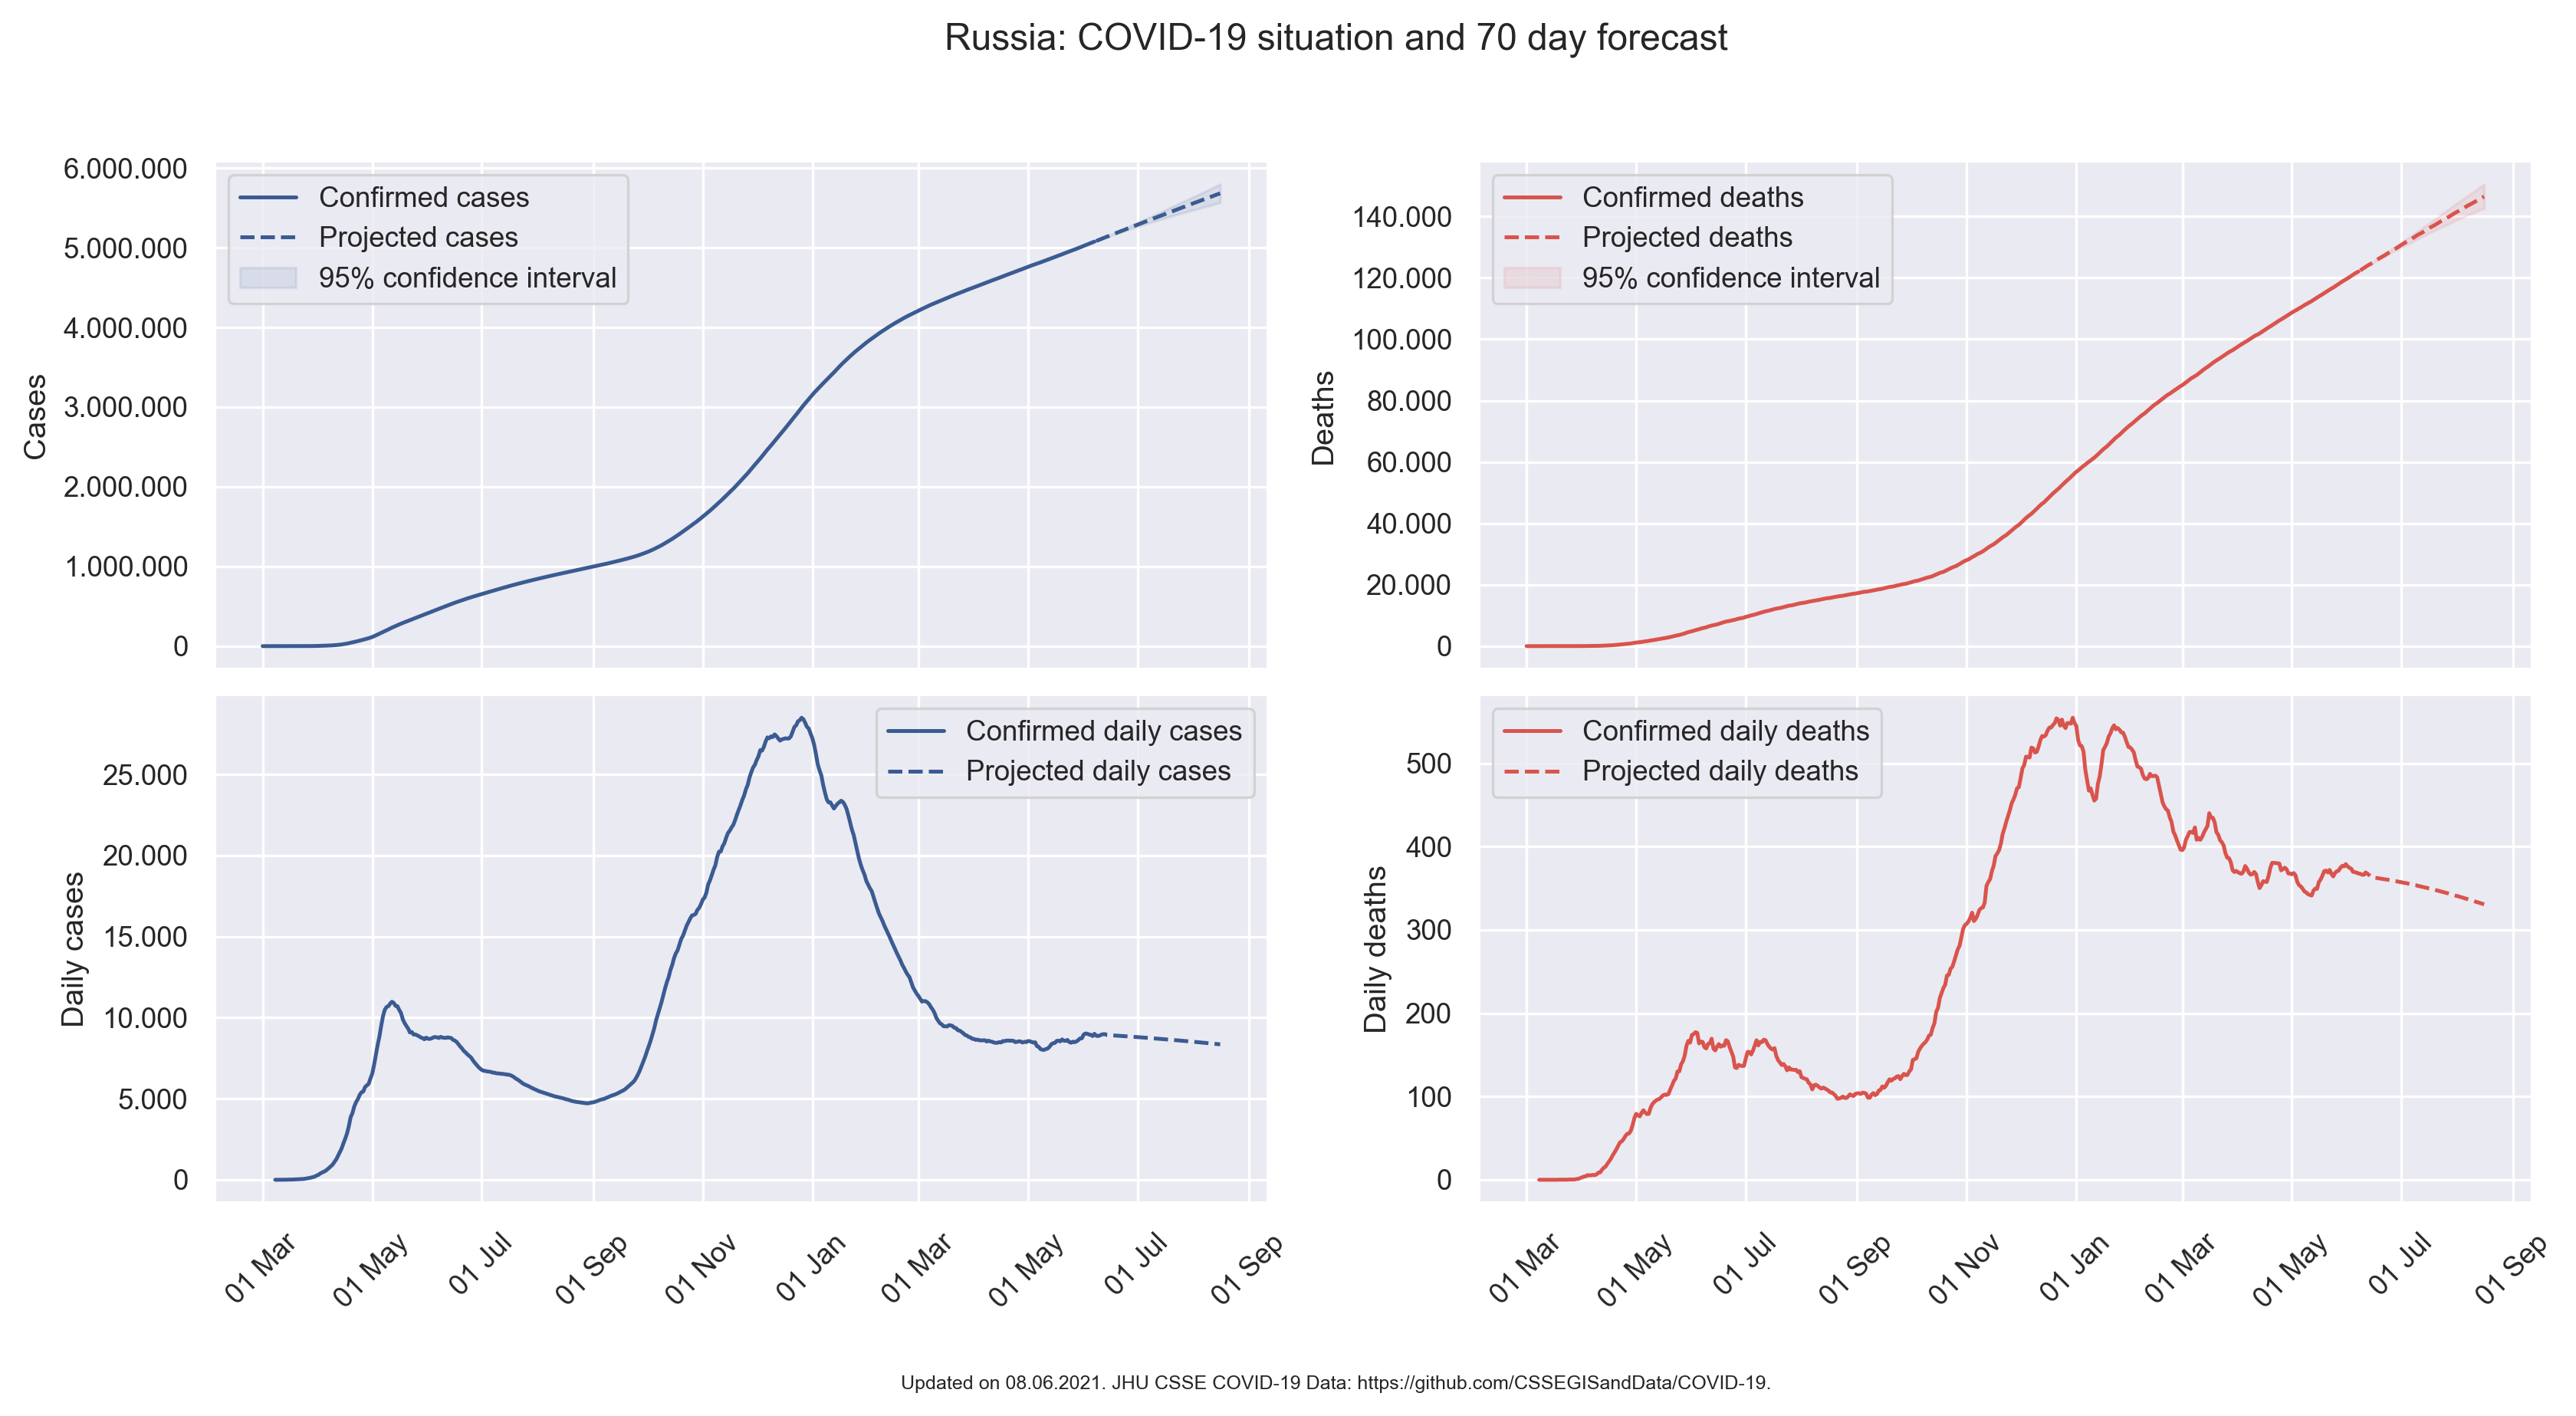 Russia: COVID-19 situation and 70 day forecast
6.000.000
5.000.000
4.000.000
3.000.000
2.000.000
1.000.000
0
Cases
Confirmed cases
Projected cases
95% confidence interval
140.000
120.000
100.000
80.000
60.000
40.000
20.000
0
Deaths
Confirmed deaths
Projected deaths
95% confidence interval
25.000
20.000
15.000
10.000
5.000
0
Daily cases
Confirmed daily cases
Projected daily cases
01 Mar
01 May
01 Jul
01 Sep
01 Nov
01 Jan
01 Mar
01 May
01 Jul
01 Sep
500
400
300
200
100
0
Daily deaths
Confirmed daily deaths
Projected daily deaths
01 Mar
01 May
01 Jul
01 Sep
01 Nov
01 Jan
01 Mar
01 May
01 Jul
01 Sep
Updated on 08.06.2021. JHU CSSE COVID-19 Data: https://github.com/CSSEGISandData/COVID-19.